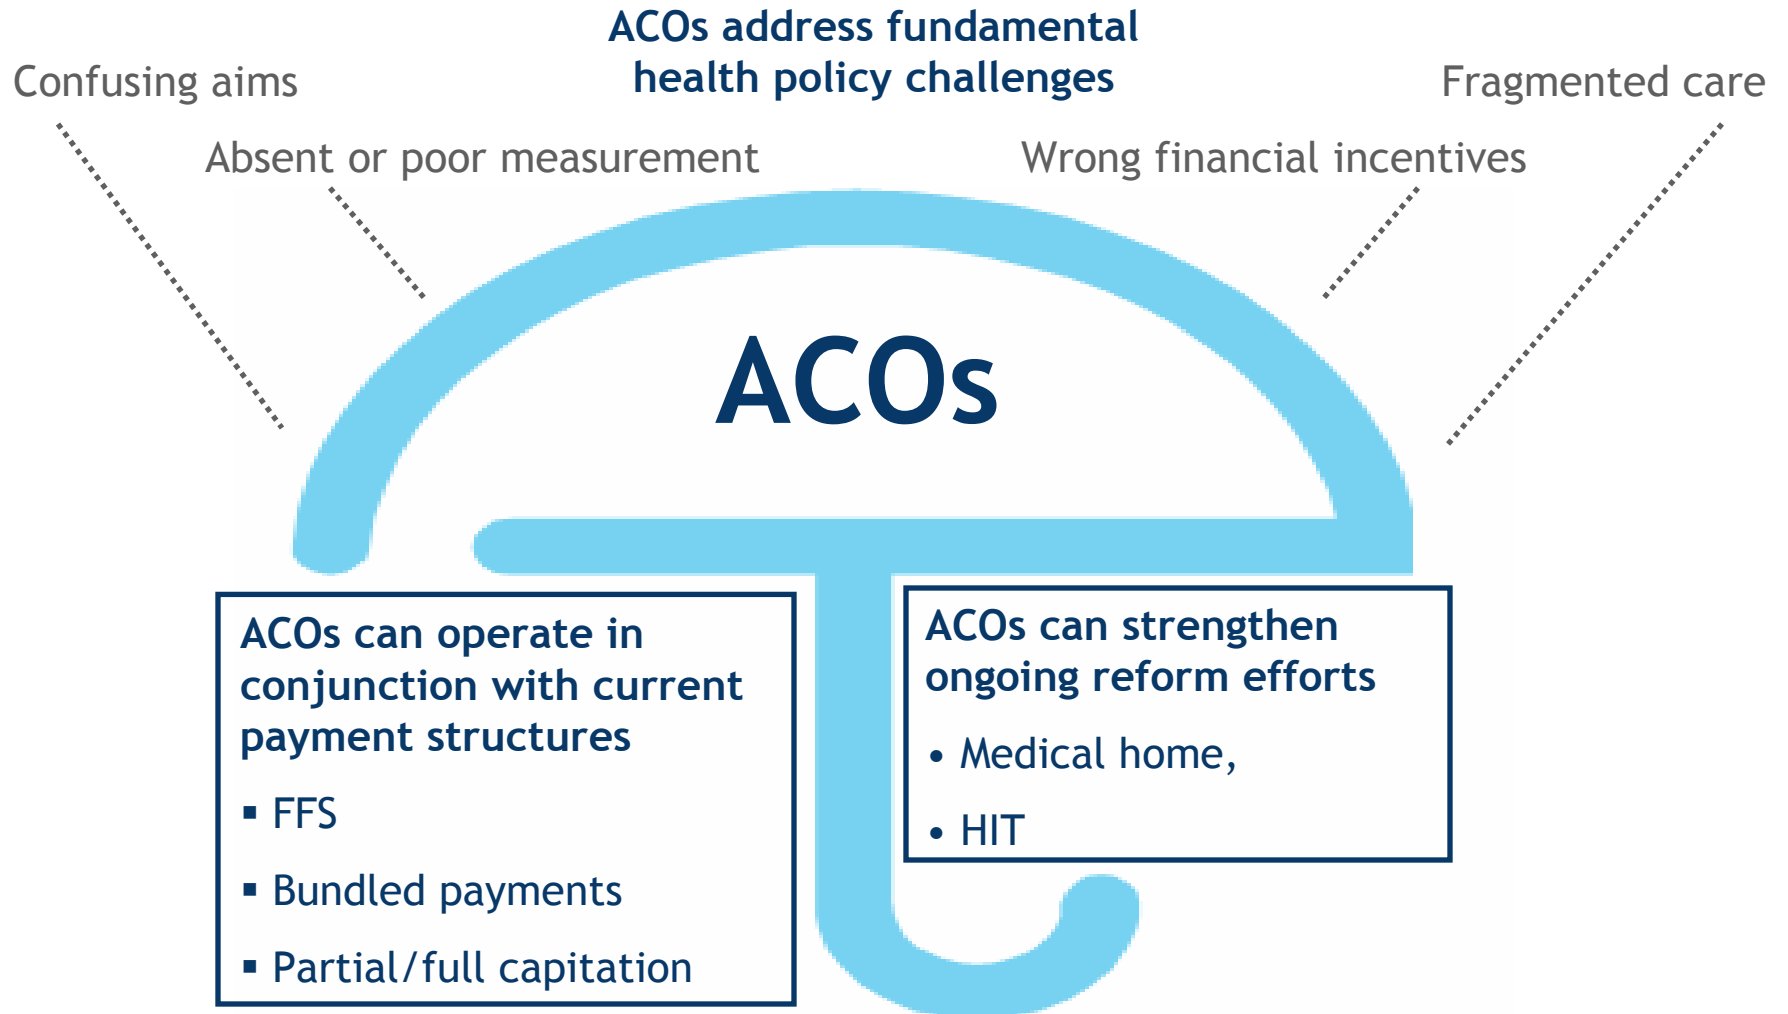 ACOs address fundamental
health policy challenges
Confusing aims
Fragmented care
Absent or poor measurement
Wrong financial incentives
ACOs
ACOs can operate in
conjunction with current
payment structures
▪ FFS
▪ Bundled payments
▪ Partial/full capitation
ACOs can strengthen
ongoing reform efforts
• Medical home,
• HIT